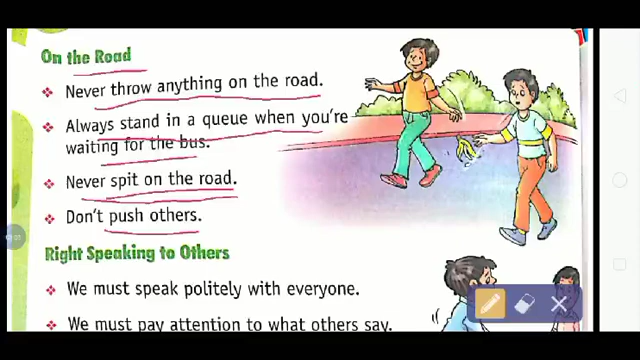 On the Road
❖ Never throw anything on the road.
❖ Always stand in a queue when you're
waiting for the bus.
❖ Never spit on the road.
❖ Don't push others.
Right Speaking to Others
❖ We must speak politely with everyone.
❖ We must pay attention to what others say.